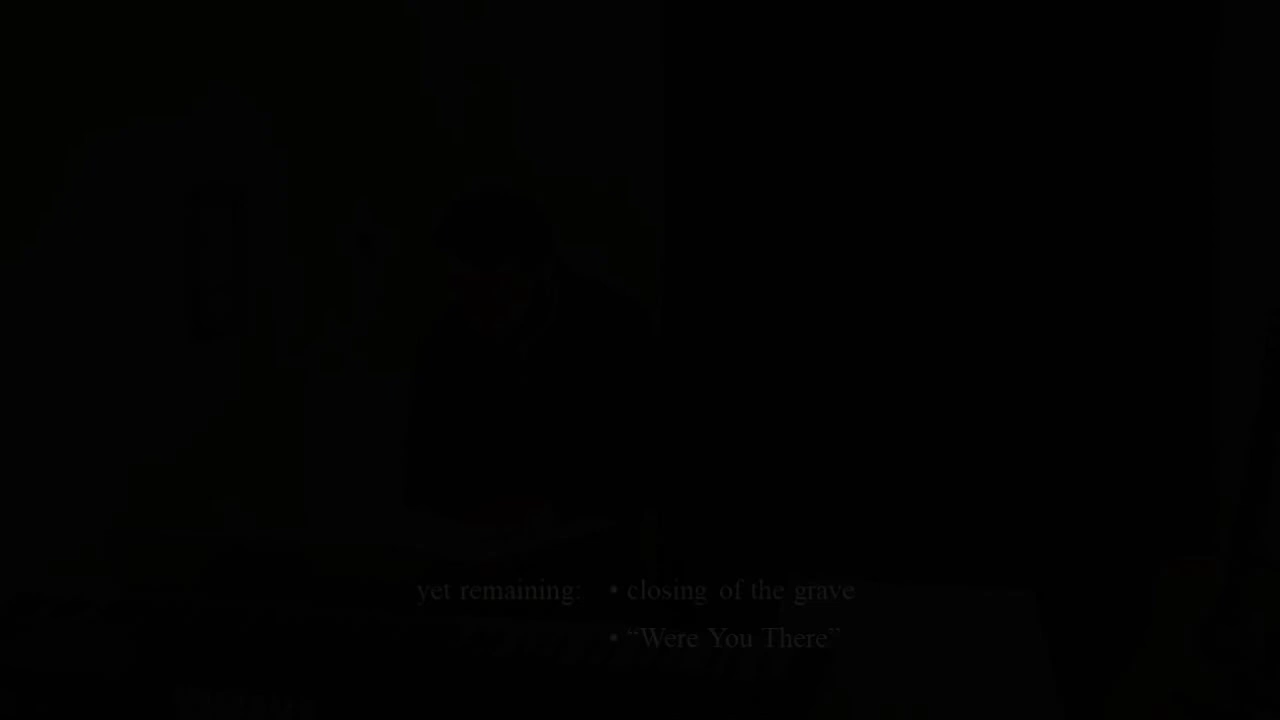 yet remaining: • closing of the grave
• “Were You There”